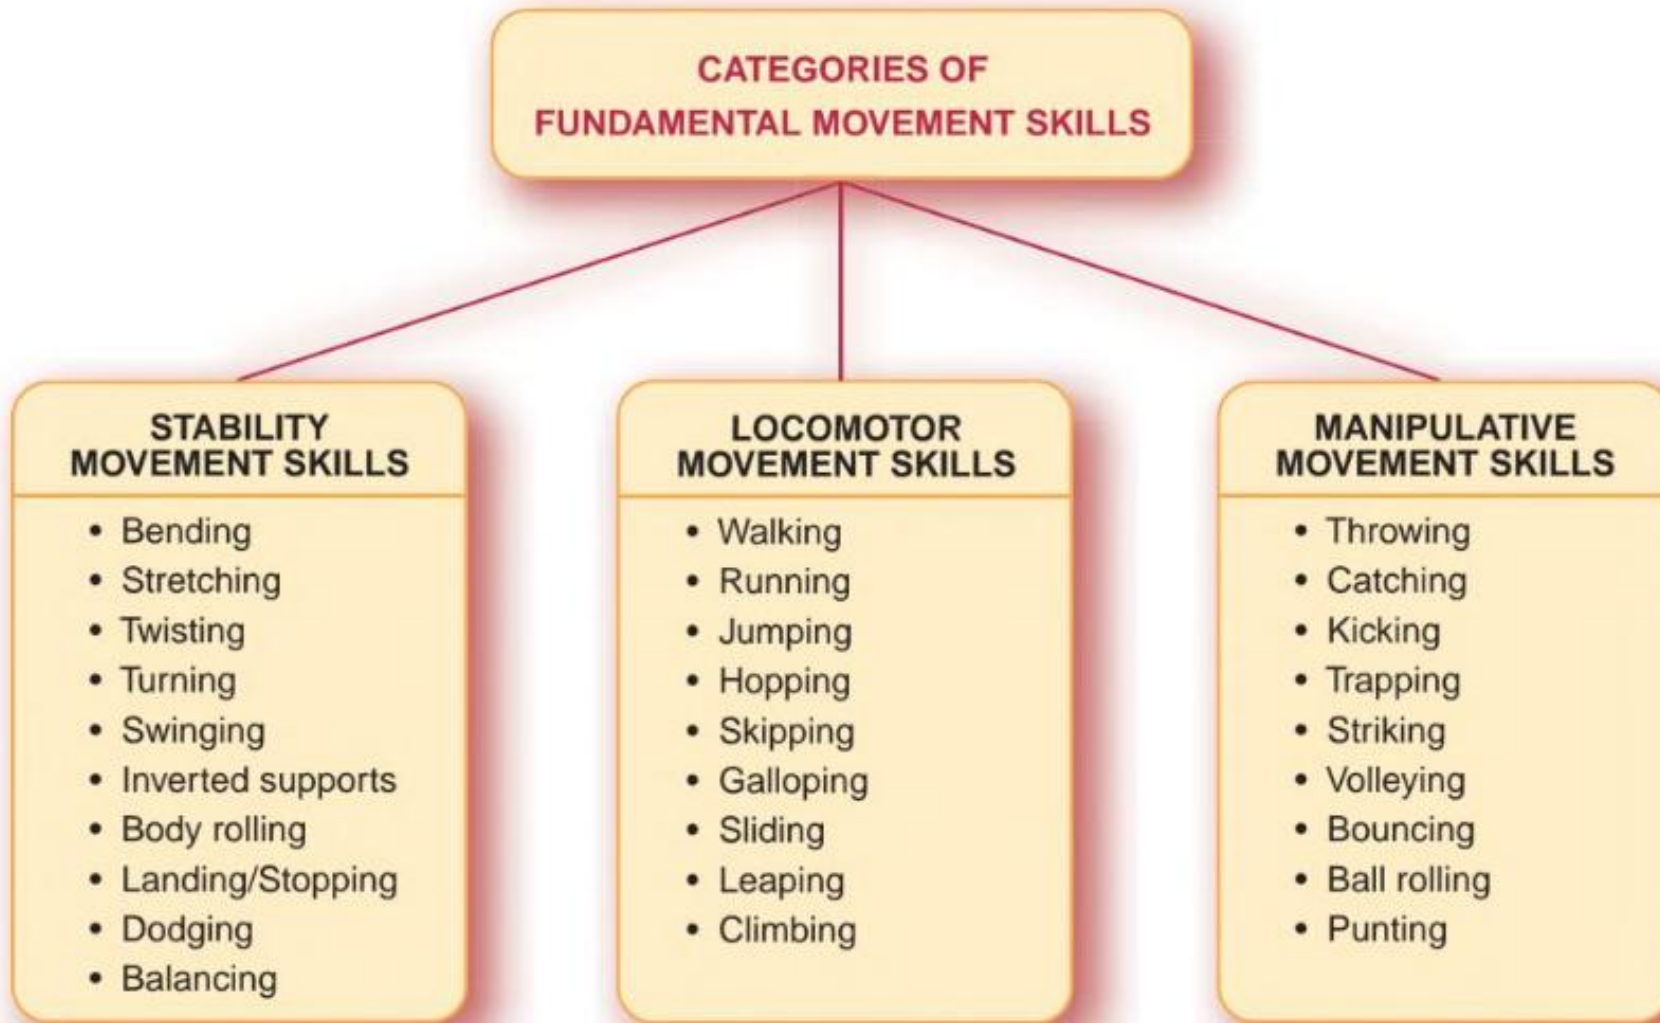 CATEGORIES OF
FUNDAMENTAL MOVEMENT SKILLS
STABILITY
MOVEMENT SKILLS
• Bending
• Stretching
• Twisting
• Turning
• Swinging
• Inverted supports
• Body rolling
• Landing/Stopping
• Dodging
• Balancing
LOCOMOTOR
MOVEMENT SKILLS
• Walking
• Running
• Jumping
• Hopping
• Skipping
• Galloping
• Sliding
• Leaping
• Climbing
MANIPULATIVE
MOVEMENT SKILLS
• Throwing
• Catching
• Kicking
• Trapping
• Striking
• Volleying
• Bouncing
• Ball rolling
• Punting